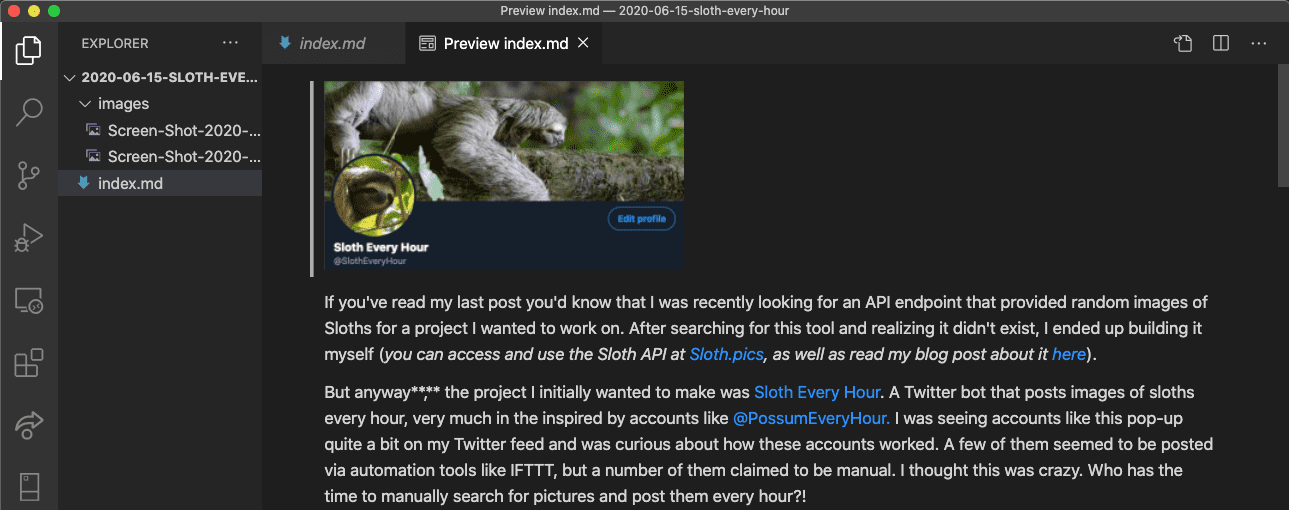 Preview index.md — 2020-06-15-sloth-every-hour
EXPLORER
index.md
Preview index.md
2020-06-15-SLOTH-EVE...
images
Screen-Shot-2020-...
Screen-Shot-2020-...
index.md
Edit profile
Sloth Every Hour
@SlothEveryHour
If you've read my last post you'd know that I was recently looking for an API endpoint that provided random images of
Sloths for a project I wanted to work on. After searching for this tool and realizing it didn't exist, I ended up building it
myself (you can access and use the Sloth API at Sloth.pics, as well as read my blog post about it here).
But anyway**,** the project I initially wanted to make was Sloth Every Hour. A Twitter bot that posts images of sloths
every hour, very much in the inspired by accounts like @PossumEveryHour. I was seeing accounts like this pop-up
quite a bit on my Twitter feed and was curious about how these accounts worked. A few of them seemed to be posted
via automation tools like IFTTT, but a number of them claimed to be manual. I thought this was crazy. Who has the
time to manually search for pictures and post them every hour?!